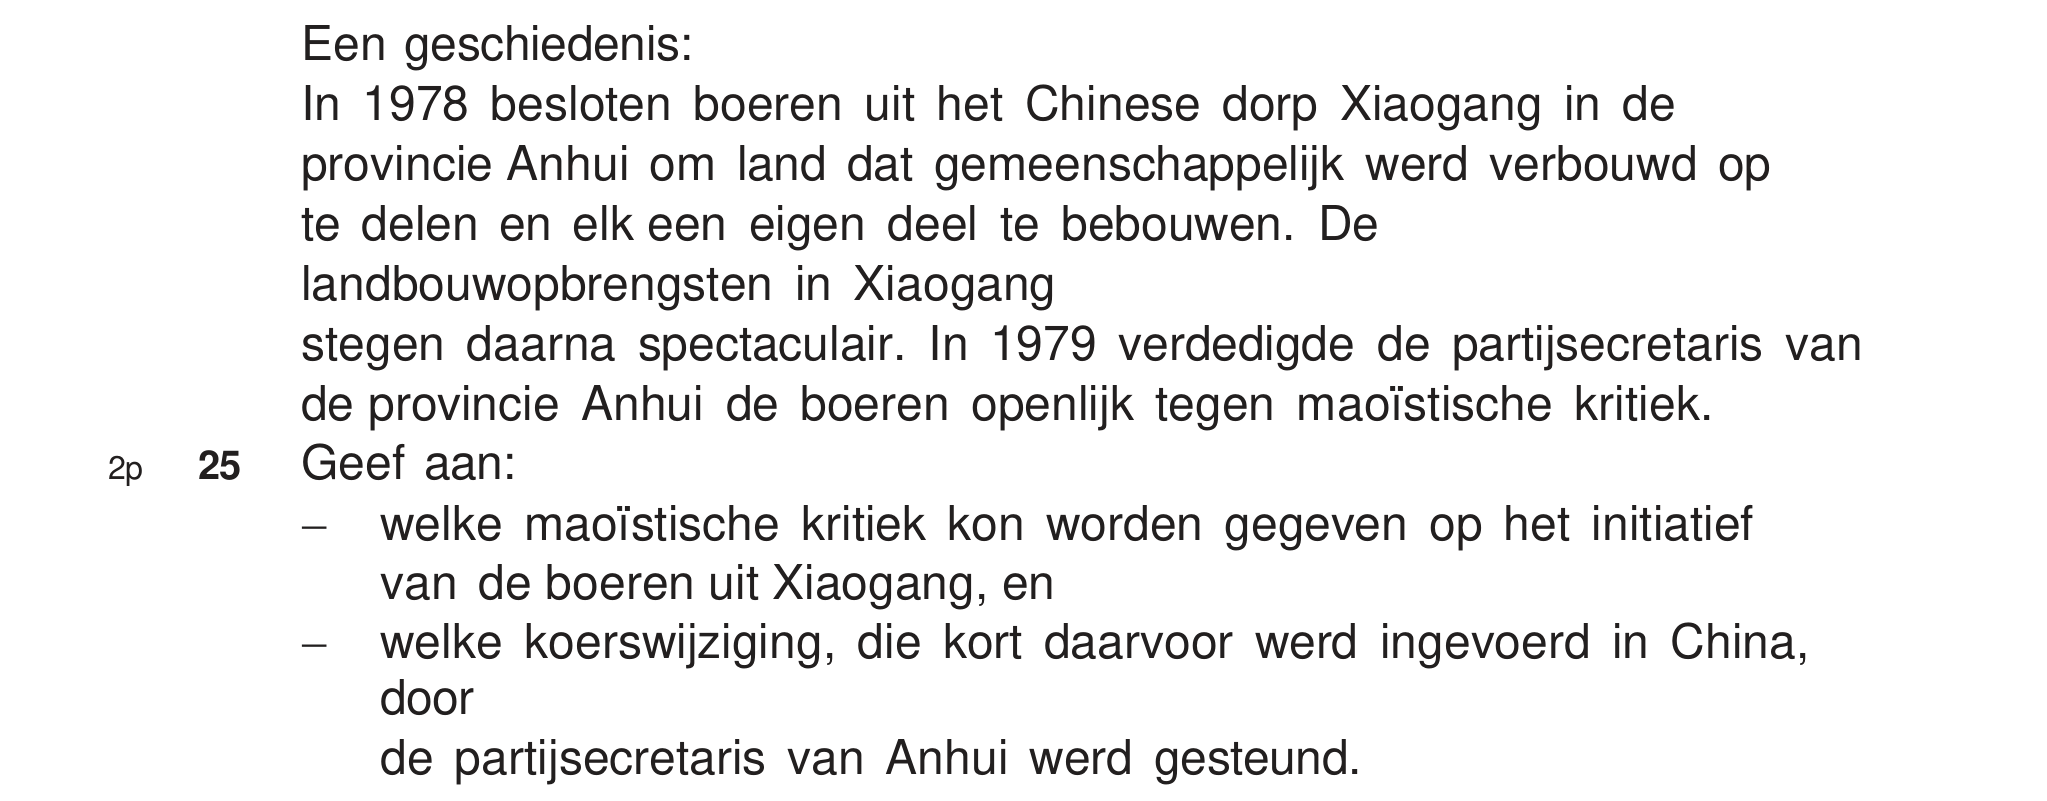 Een geschiedenis:
In 1978 besloten boeren uit het Chinese dorp Xiaogang in de
provincie Anhui om land dat gemeenschappelijk werd verbouwd op
te delen en elk een eigen deel te bebouwen. De
landbouwopbrengsten in Xiaogang
stegen daarna spectaculair. In 1979 verdedigde de partijsecretaris van
de provincie Anhui de boeren openlijk tegen maoïstische kritiek.
2p 25 Geef aan:
– welke maoïstische kritiek kon worden gegeven op het initiatief
van de boeren uit Xiaogang, en
– welke koerswijziging, die kort daarvoor werd ingevoerd in China,
door
de partijsecretaris van Anhui werd gesteund.